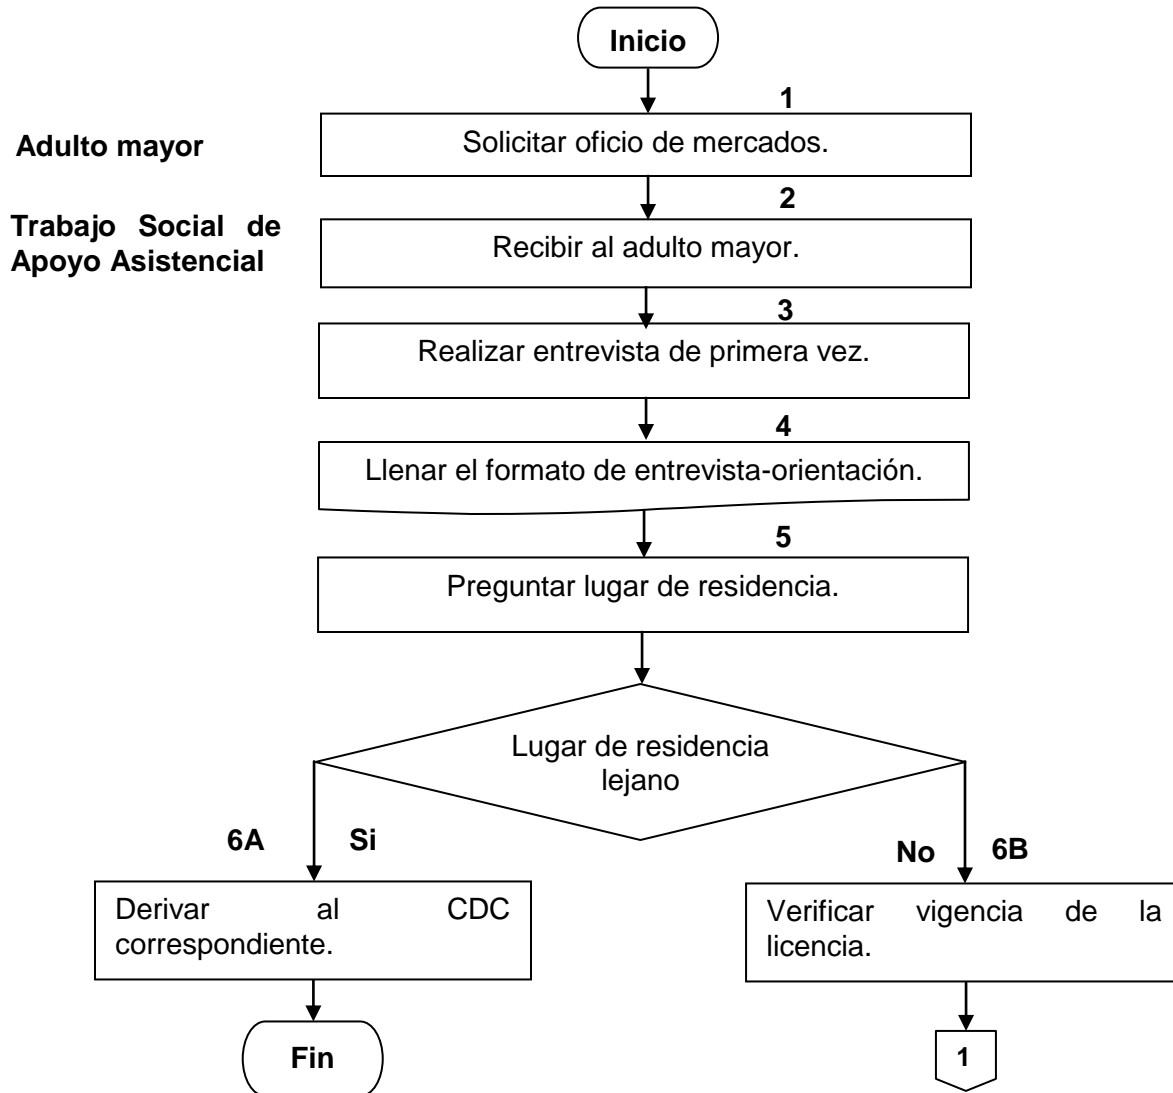 Inicio
1
Adulto mayor
Solicitar oficio de mercados.
2
Trabajo Social de
Apoyo Asistencial
Recibir al adulto mayor.
3
Realizar entrevista de primera vez.
4
Llenar el formato de entrevista-orientación.
5
Preguntar lugar de residencia.
Lugar de residencia
lejano
6A Si
No 6B
Derivar al CDC
correspondiente.
Verificar vigencia de la
licencia.
Fin
1